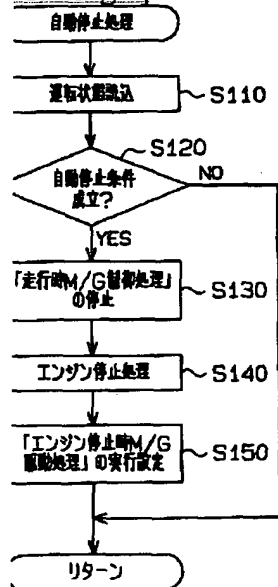 自動停止処理
運転状態読込
S110
S120
自動停止条件
成立?
NO
YES
「走行時M/G制御処理」
の停止
S130
エンジン停止処理
S140
「エンジン停止時M/G
駆動処理」の実行設定
S150
リターン